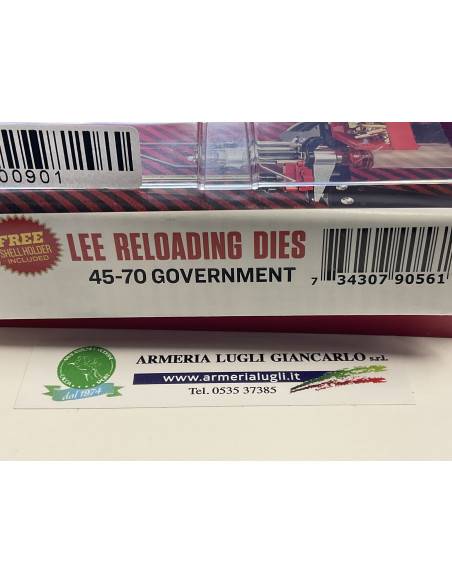 00901
FREE
SHELLHOLDER
INCLUDED
LEE RELOADING DIES
45-70 GOVERNMENT
7 34307 90561
ARMERIA LUGLI GIANCARLO s.r.l.
www.armerialugli.it
Tel. 0535 37385
dal 1974